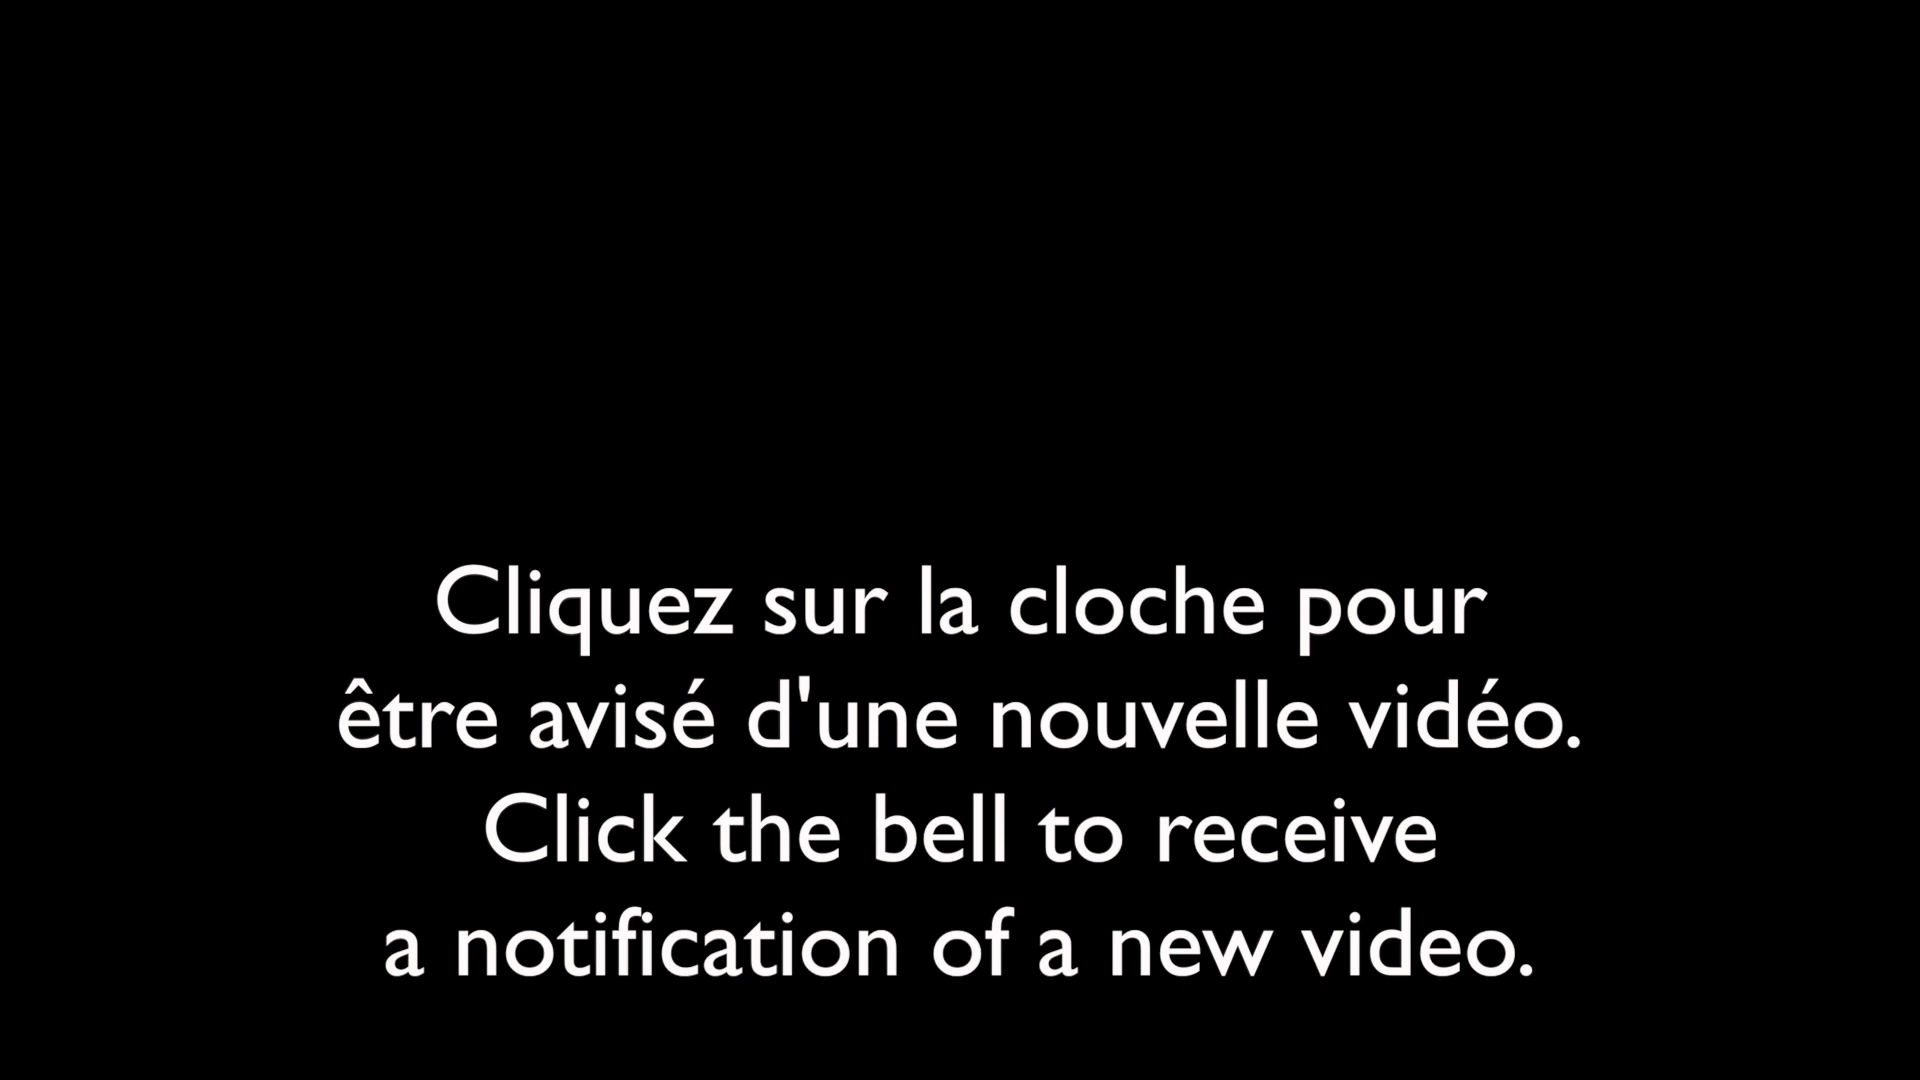 Cliquez sur la cloche pour
être avisé d'une nouvelle vidéo.
Click the bell to receive
a notification of a new video.